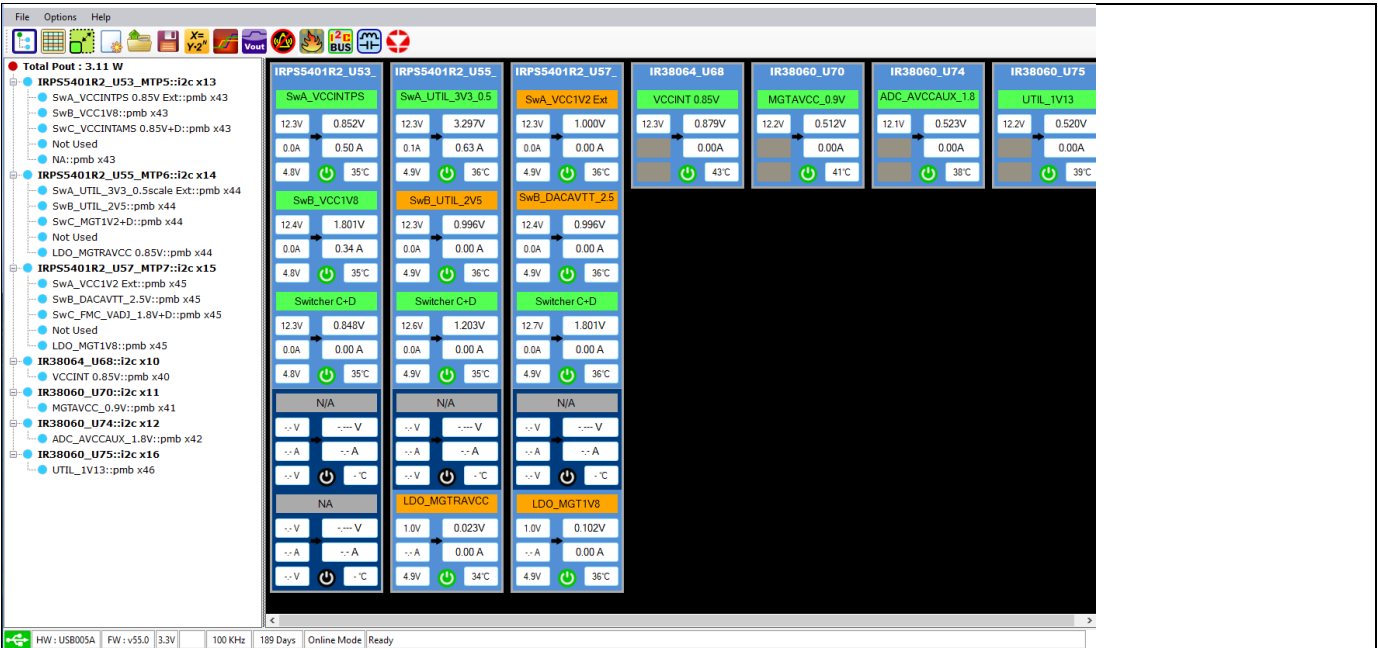 File Options Help
X= Y·2ⁿ Vout I²C BUS
Total Pout : 3.11 W
IRPS5401R2_U53_MTP5::i2c x13
SwA_VCCINTPS 0.85V Ext::pmb x43
SwB_VCC1V8::pmb x43
SwC_VCCINTAMS 0.85V+D::pmb x43
Not Used
NA::pmb x43
IRPS5401R2_U55_MTP6::i2c x14
SwA_UTIL_3V3_0.5scale Ext::pmb x44
SwB_UTIL_2V5::pmb x44
SwC_MGT1V2+D::pmb x44
Not Used
LDO_MGTRAVCC 0.85V::pmb x44
IRPS5401R2_U57_MTP7::i2c x15
SwA_VCC1V2 Ext::pmb x45
SwB_DACAVTT_2.5V::pmb x45
SwC_FMC_VADJ_1.8V+D::pmb x45
Not Used
LDO_MGT1V8::pmb x45
IR38064_U68::i2c x10
VCCINT 0.85V::pmb x40
IR38060_U70::i2c x11
MGTAVCC_0.9V::pmb x41
IR38060_U74::i2c x12
ADC_AVCCAUX_1.8V::pmb x42
IR38060_U75::i2c x16
UTIL_1V13::pmb x46
IRPS5401R2_U53_ IRPS5401R2_U55_ IRPS5401R2_U57_ IR38064_U68 IR38060_U70 IR38060_U74 IR38060_U75
SwA_VCCINTPS SwA_UTIL_3V3_0.5 SwA_VCC1V2 Ext VCCINT 0.85V MGTAVCC_0.9V ADC_AVCCAUX_1.8 UTIL_1V13
12.3V 0.852V 12.3V 3.297V 12.3V 1.000V 12.3V 0.879V 12.2V 0.512V 12.1V 0.523V 12.2V 0.520V
0.0A 0.50 A 0.1A 0.63 A 0.0A 0.00 A 0.00A 0.00A 0.00A 0.00A
4.8V 35°C 4.9V 36°C 4.9V 36°C 43°C 41°C 38°C 39°C
SwB_VCC1V8 SwB_UTIL_2V5 SwB_DACAVTT_2.5
12.4V 1.801V 12.3V 0.996V 12.4V 0.996V
0.0A 0.34 A 0.0A 0.00 A 0.0A 0.00 A
4.8V 35°C 4.9V 36°C 4.9V 36°C
Switcher C+D Switcher C+D Switcher C+D
12.3V 0.848V 12.6V 1.203V 12.7V 1.801V
0.0A 0.00 A 0.0A 0.00 A 0.0A 0.00 A
4.8V 35°C 4.9V 35°C 4.9V 36°C
N/A N/A N/A
-.- V -.--- V -.- V -.--- V -.- V -.--- V
-.- A -.- A -.- A -.- A -.- A -.- A
-.- V - °C -.- V - °C -.- V - °C
NA LDO_MGTRAVCC LDO_MGT1V8
-.- V -.--- V 1.0V 0.023V 1.0V 0.102V
-.- A -.- A -.- A 0.00 A -.- A 0.00 A
-.- V - °C 4.9V 34°C 4.9V 36°C
HW : USB005A FW : v55.0 3.3V 100 KHz 189 Days Online Mode Ready